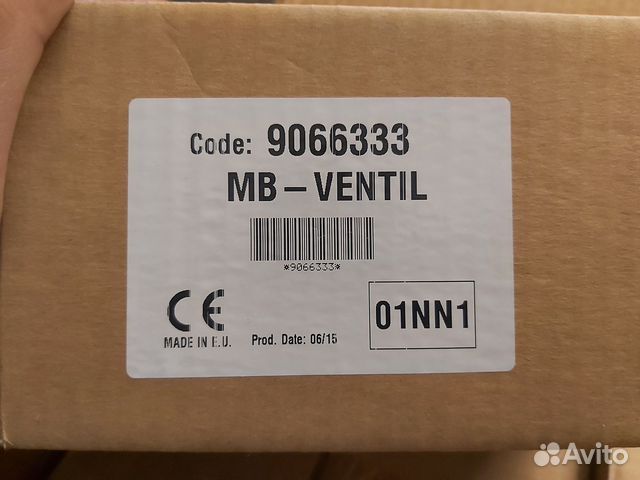 Code: 9066333
MB-VENTIL
*9066333*
CE
MADE IN E.U.
Prod. Date: 06/15
01NN1
Avito